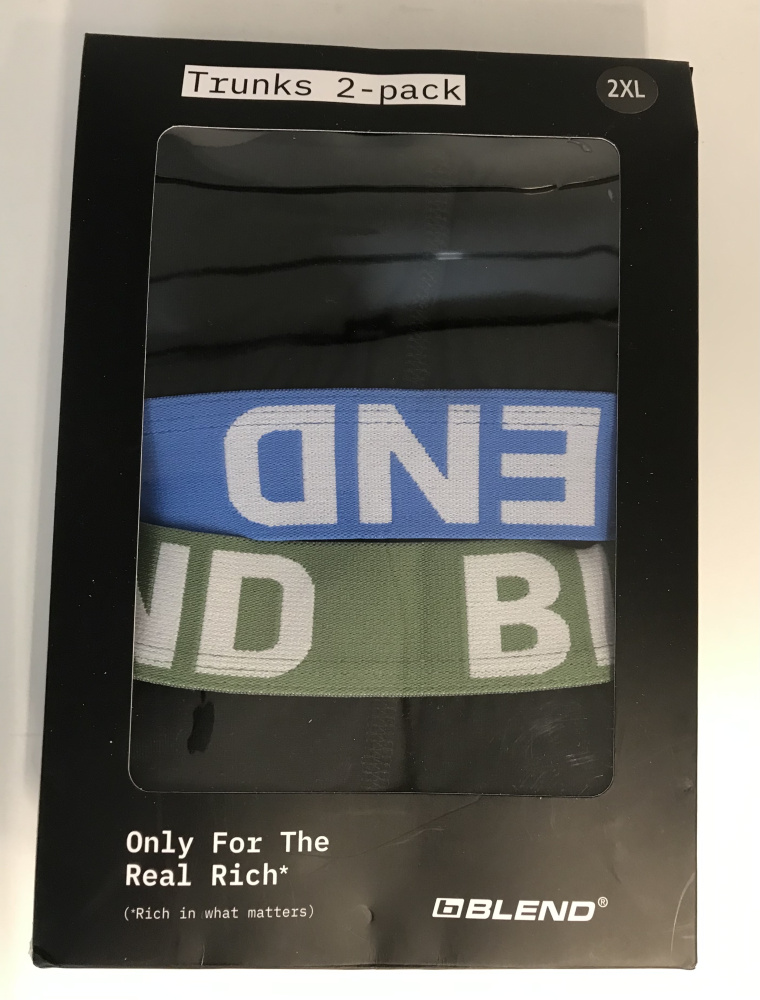 Trunks 2-pack
2XL
END
ND BL
Only For The
Real Rich*
(*Rich in what matters)
BLEND®